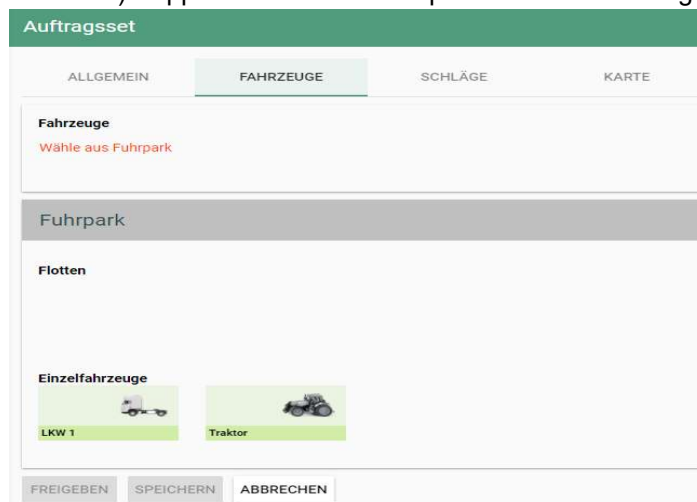 Auftragsset
ALLGEMEIN FAHRZEUGE SCHLÄGE KARTE
Fahrzeuge
Wähle aus Fuhrpark
Fuhrpark
Flotten
Einzelfahrzeuge
LKW 1 Traktor
FREIGEBEN SPEICHERN ABBRECHEN